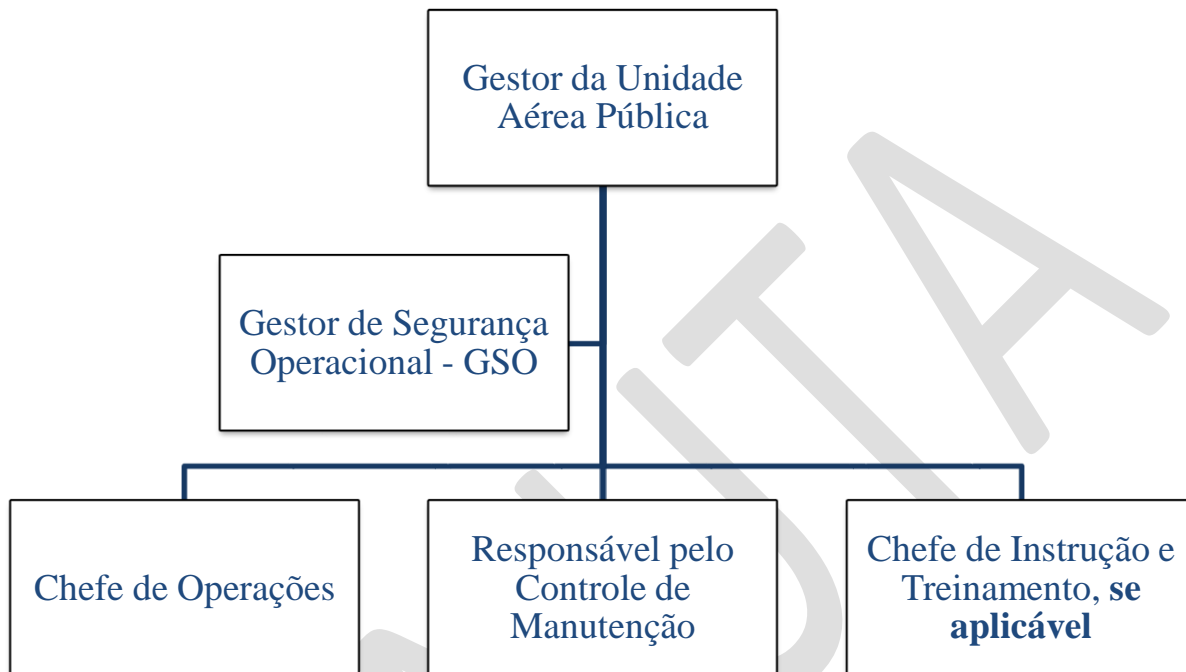 Gestor da Unidade
Aérea Pública
Gestor de Segurança
Operacional - GSO
Chefe de Operações
Responsável pelo
Controle de
Manutenção
Chefe de Instrução e
Treinamento, se
aplicável